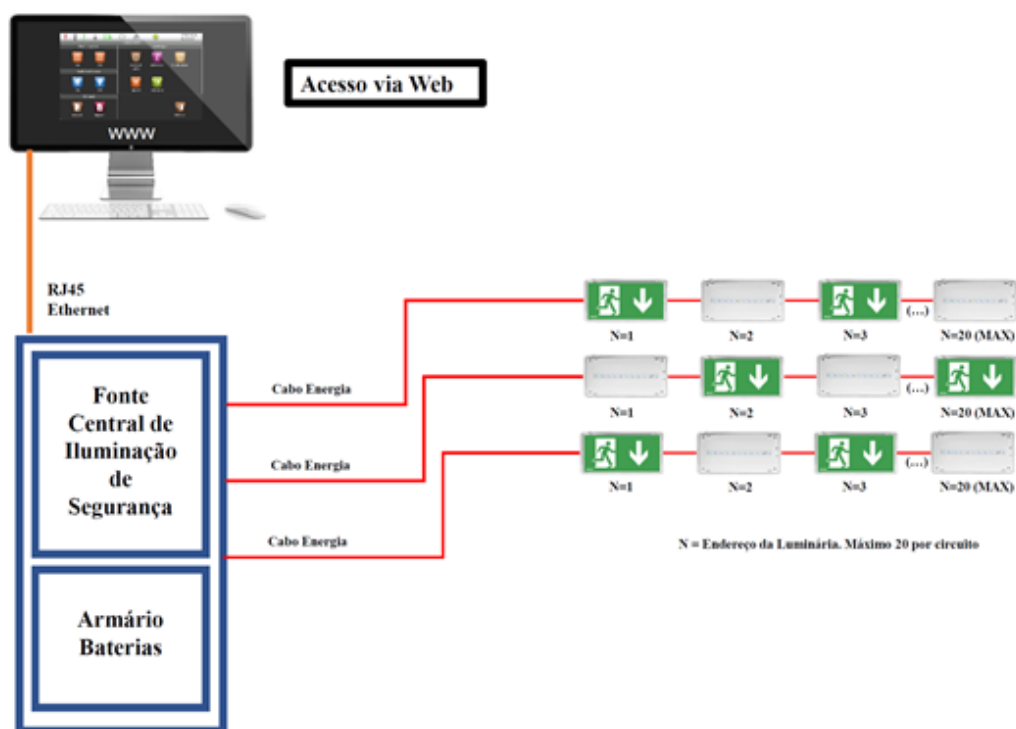 WWW
Acesso via Web
RJ45
Ethernet
Fonte
Central de
Iluminação
de
Segurança
Armário
Baterias
Cabo Energia
Cabo Energia
Cabo Energia
(...)
N=1
N=2
N=3
N=20 (MAX)
(...)
N=1
N=2
N=3
N=20 (MAX)
(...)
N=1
N=2
N=3
N=20 (MAX)
N = Endereço da Luminária. Máximo 20 por circuito